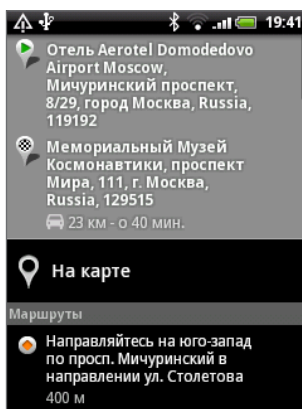 19:41
Отель Aerotel Domodedovo
Airport Moscow,
Мичуринский проспект,
8/29, город Москва, Russia,
119192
Мемориальный Музей
Космонавтики, проспект
Мира, 111, г. Москва,
Russia, 129515
23 км - о 40 мин.
На карте
Маршруты
Направляйтесь на юго-запад
по просп. Мичуринский в
направлении ул. Столетова
400 м